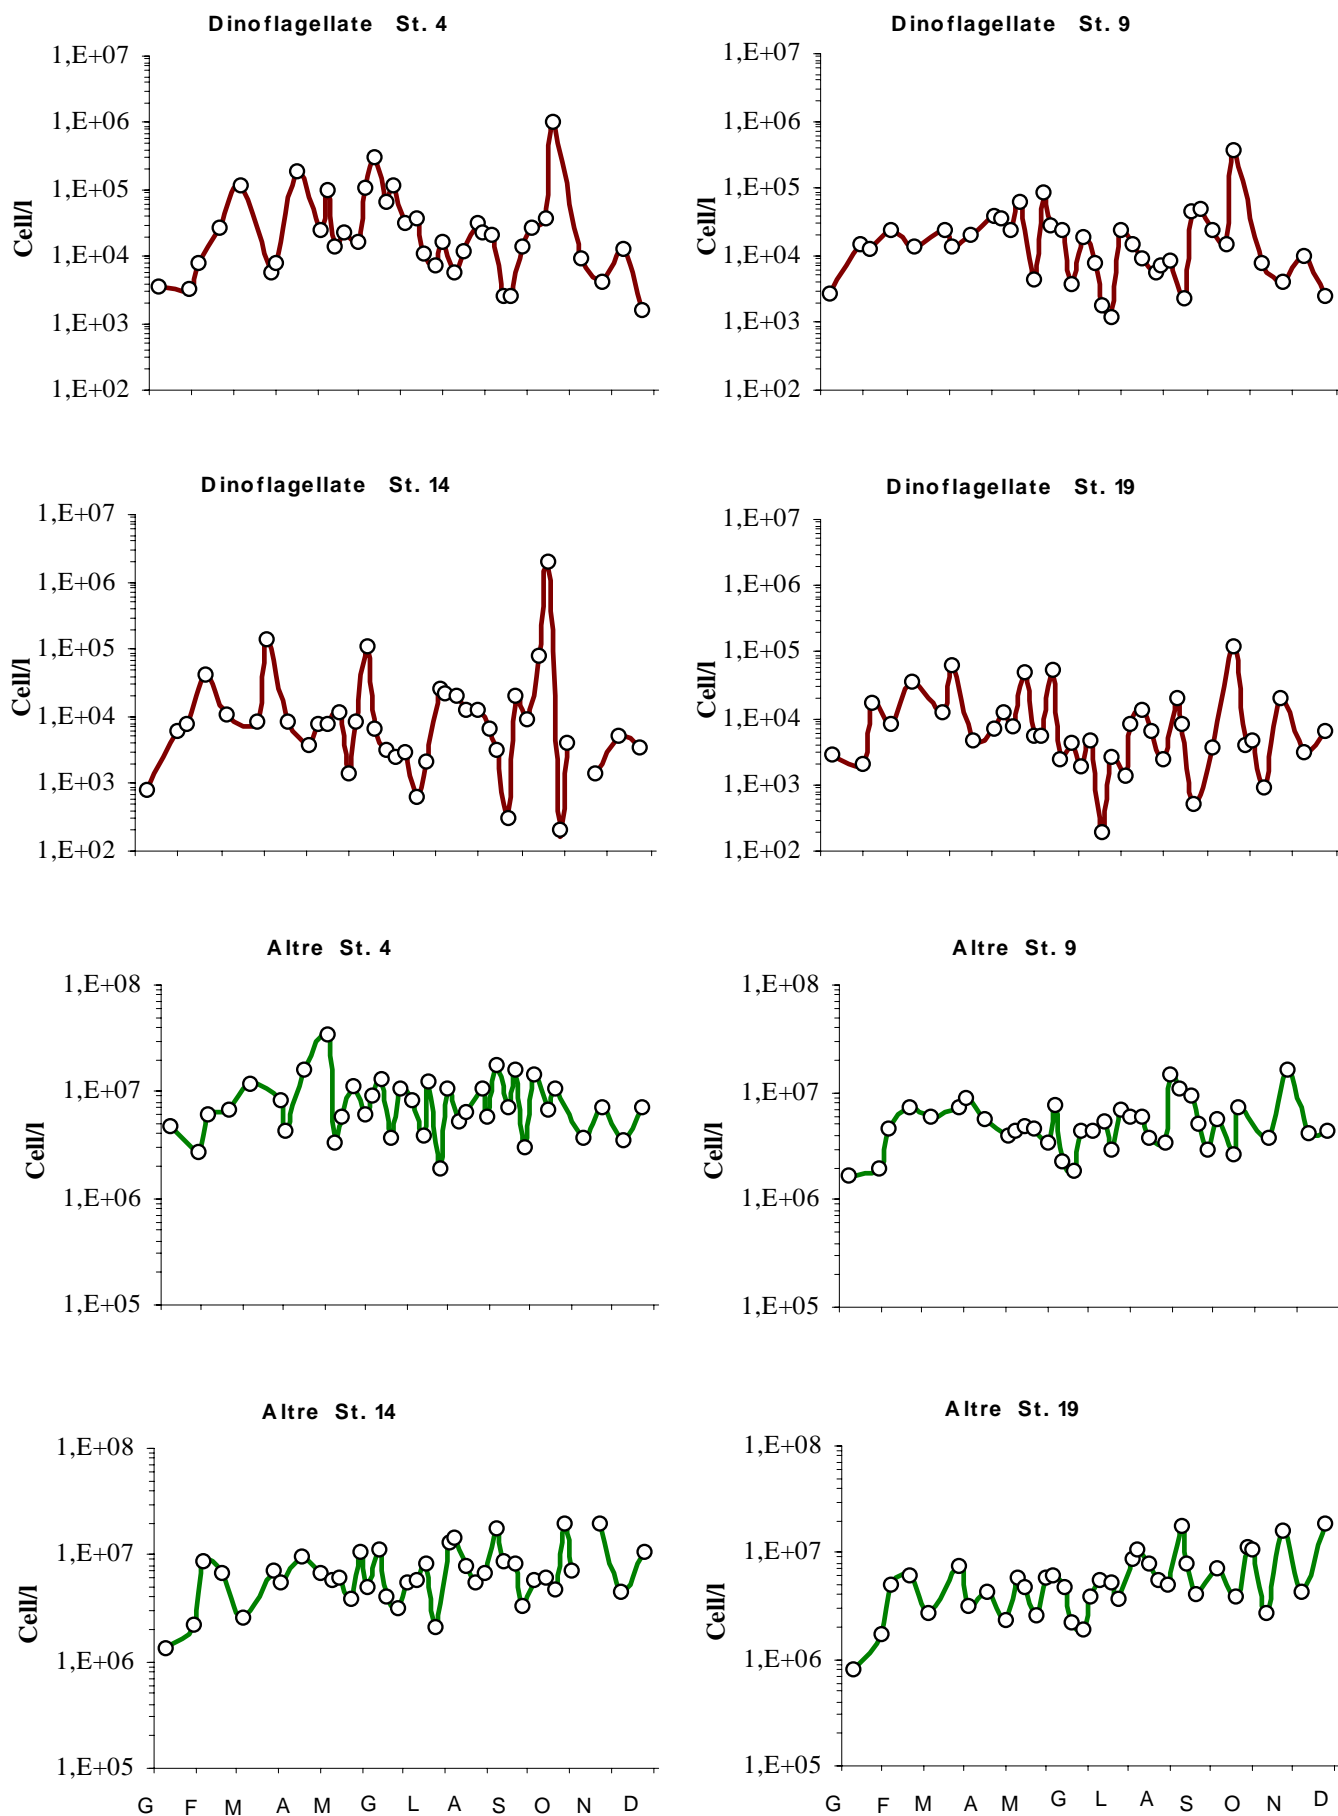 Dinoflagellate St. 4
1,E+07
1,E+06
1,E+05
1,E+04
1,E+03
1,E+02
Cell/l
Dinoflagellate St. 9
1,E+07
1,E+06
1,E+05
1,E+04
1,E+03
1,E+02
Cell/l
Dinoflagellate St. 14
1,E+07
1,E+06
1,E+05
1,E+04
1,E+03
1,E+02
Cell/l
Dinoflagellate St. 19
1,E+07
1,E+06
1,E+05
1,E+04
1,E+03
1,E+02
Cell/l
Altre St. 4
1,E+08
1,E+07
1,E+06
1,E+05
Cell/l
Altre St. 9
1,E+08
1,E+07
1,E+06
1,E+05
Cell/l
Altre St. 14
1,E+08
1,E+07
1,E+06
1,E+05
Cell/l
G F M A M G L A S O N D
Altre St. 19
1,E+08
1,E+07
1,E+06
1,E+05
Cell/l
G F M A M G L A S O N D